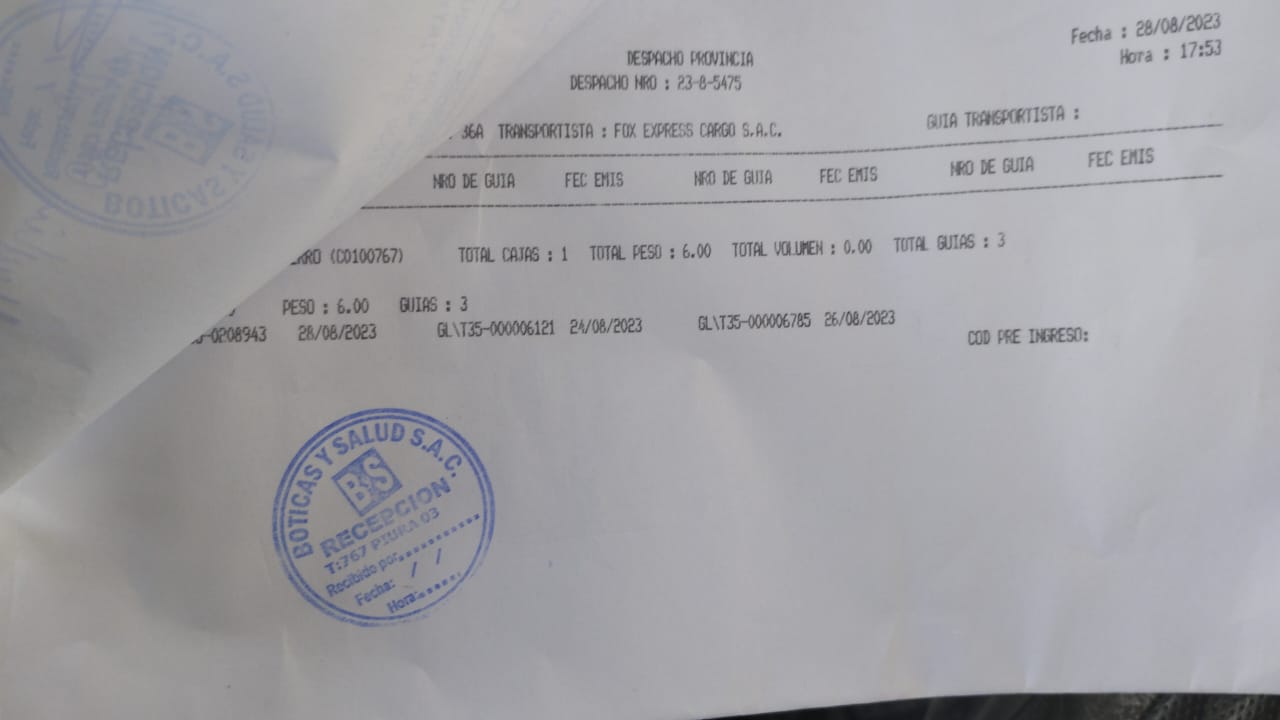 Fecha : 28/08/2023
Hora : 17:53
DESPACHO PROVINCIA
DESPACHO NRO : 23-8-5475
36A TRANSPORTISTA : FOX EXPRESS CARGO S.A.C. GUIA TRANSPORTISTA :
NRO DE GUIA FEC EMIS NRO DE GUIA FEC EMIS NRO DE GUIA FEC EMIS
(C0100767) TOTAL CAJAS : 1 TOTAL PESO : 6.00 TOTAL VOLUMEN : 0.00 TOTAL GUIAS : 3
PESO : 6.00 GUIAS : 3
-0208943 28/08/2023 GL\T35-000006121 24/08/2023 GL\T35-000006785 26/08/2023
COD PRE INGRESO:
BOTICAS Y SALUD S.A.C.
BS
RECEPCION
T:767 PIURA 03
Recibido por..............
Fecha: / /
Hora:.......
BOTICAS Y SALUD S.A.C.